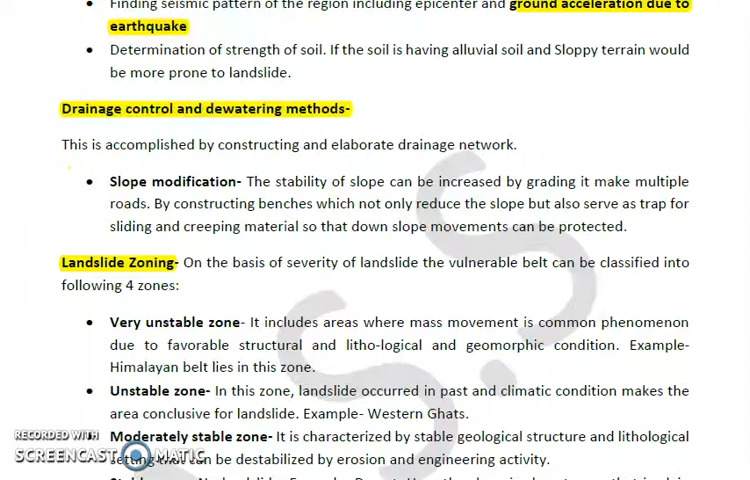 • Finding seismic pattern of the region including epicenter and ground acceleration due to
earthquake
• Determination of strength of soil. If the soil is having alluvial soil and Sloppy terrain would
be more prone to landslide.
Drainage control and dewatering methods-
This is accomplished by constructing and elaborate drainage network.
• Slope modification- The stability of slope can be increased by grading it make multiple
roads. By constructing benches which not only reduce the slope but also serve as trap for
sliding and creeping material so that down slope movements can be protected.
Landslide Zoning- On the basis of severity of landslide the vulnerable belt can be classified into
following 4 zones:
• Very unstable zone- It includes areas where mass movement is common phenomenon
due to favorable structural and litho-logical and geomorphic condition. Example-
Himalayan belt lies in this zone.
• Unstable zone- In this zone, landslide occurred in past and climatic condition makes the
area conclusive for landslide. Example- Western Ghats.
RECORDED WITH
• Moderately stable zone- It is characterized by stable geological structure and lithological
SCREENCAST MATIC
setting that can be destabilized by erosion and engineering activity.
S.S